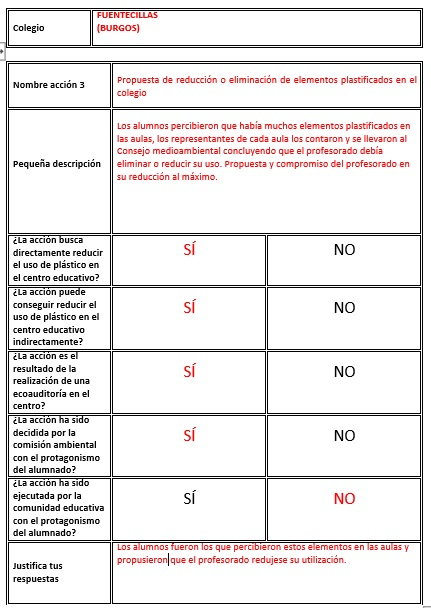 Colegio
FUENTECILLAS
(BURGOS)
Nombre acción 3
Propuesta de reducción o eliminación de elementos plastificados en el
colegio
Pequeña descripción
Los alumnos percibieron que había muchos elementos plastificados en
las aulas, los representantes de cada aula los contaron y se llevaron al
Consejo medioambiental concluyendo que el profesorado debía
eliminar o reducir su uso. Propuesta y compromiso del profesorado en
su reducción al máximo.
¿La acción busca
directamente reducir
el uso de plástico en
el centro educativo?
SÍ
NO
¿La acción puede
conseguir reducir el
uso de plástico en el
centro educativo
indirectamente?
SÍ
NO
¿La acción es el
resultado de la
realización de una
ecoauditoría en el
centro?
SÍ
NO
¿La acción ha sido
decidida por la
comisión ambiental
con el protagonismo
del alumnado?
SÍ
NO
¿La acción ha sido
ejecutada por la
comunidad educativa
con el protagonismo
del alumnado?
SÍ
NO
Justifica tus
respuestas
Los alumnos fueron los que percibieron estos elementos en las aulas y
propusieron que el profesorado redujese su utilización.